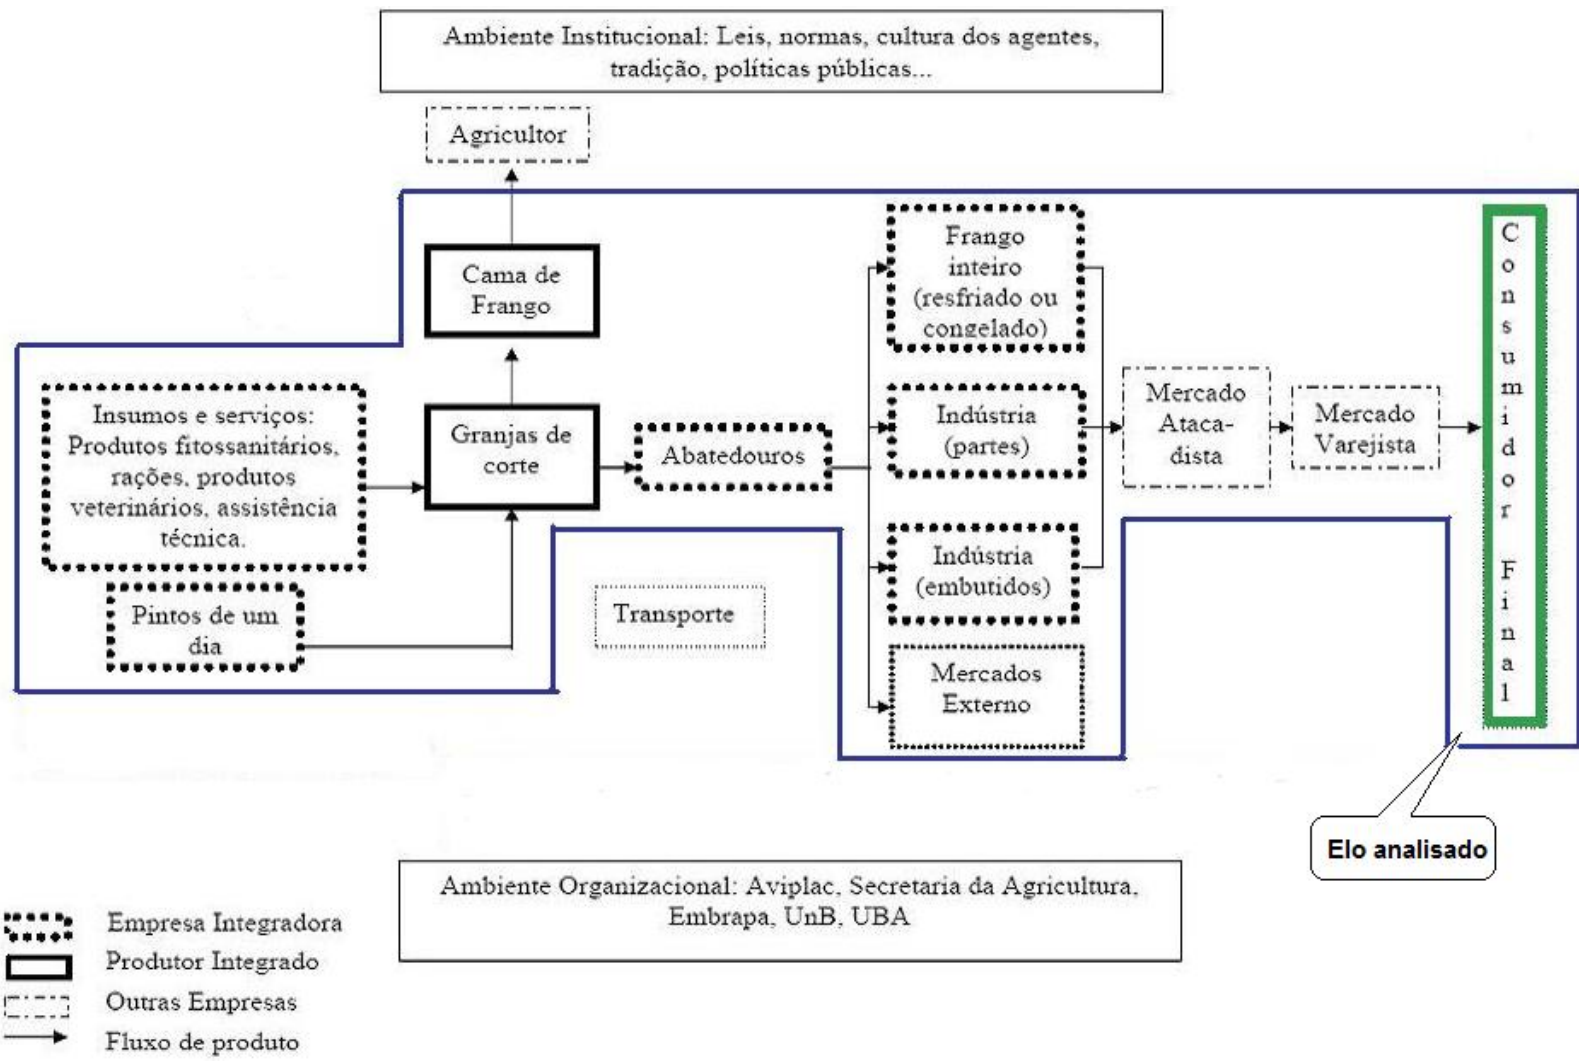 Ambiente Institucional: Leis, normas, cultura dos agentes,
tradição, políticas públicas...
Agricultor
Cama de
Frango
Insumos e serviços:
Produtos fitossanitários,
rações, produtos
veterinários, assistência
técnica.
Granjas de
corte
Pintos de um
dia
Abatedouros
Transporte
Frango
inteiro
(resfriado ou
congelado)
Indústria
(partes)
Indústria
(embutidos)
Mercados
Externo
Mercado
Ataca-
dista
Mercado
Varejista
Consumidor Final
Elo analisado
Ambiente Organizacional: Aviplac, Secretaria da Agricultura,
Embrapa, UnB, UBA
Empresa Integradora
Produtor Integrado
Outras Empresas
Fluxo de produto